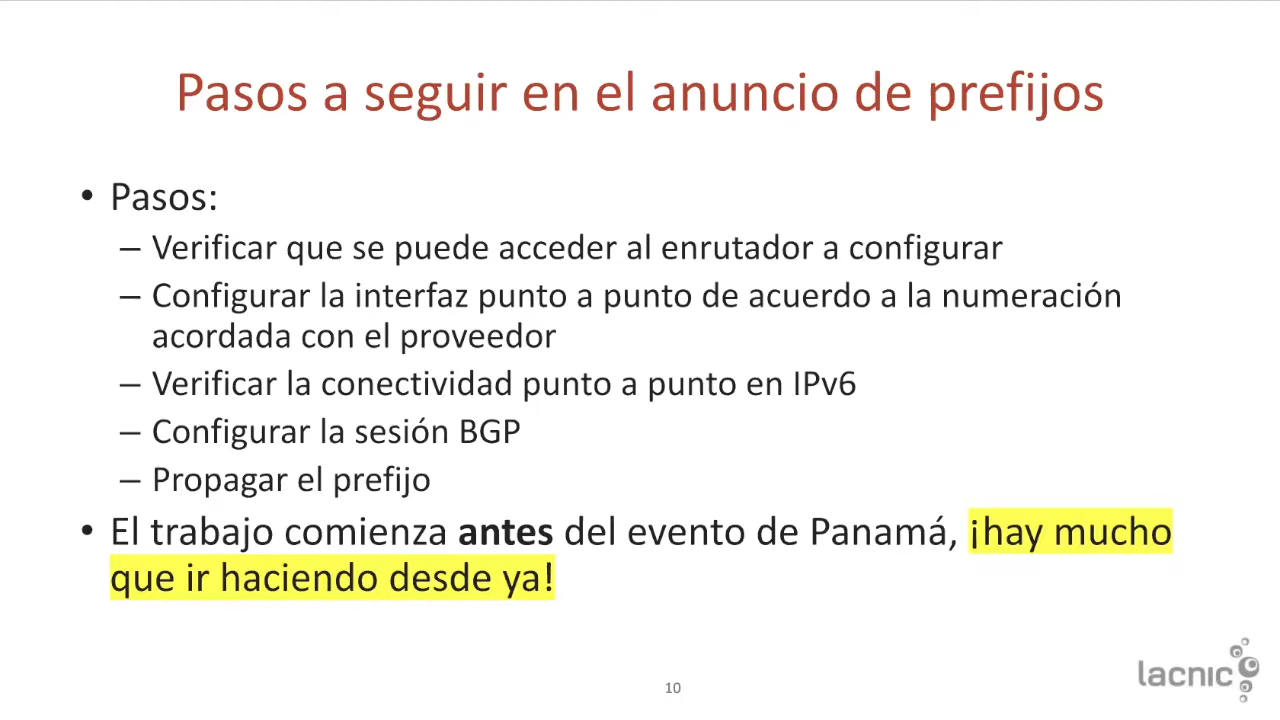 Pasos a seguir en el anuncio de prefijos
• Pasos:
– Verificar que se puede acceder al enrutador a configurar
– Configurar la interfaz punto a punto de acuerdo a la numeración
acordada con el proveedor
– Verificar la conectividad punto a punto en IPv6
– Configurar la sesión BGP
– Propagar el prefijo
• El trabajo comienza antes del evento de Panamá, ¡hay mucho
que ir haciendo desde ya!
10
lacnic